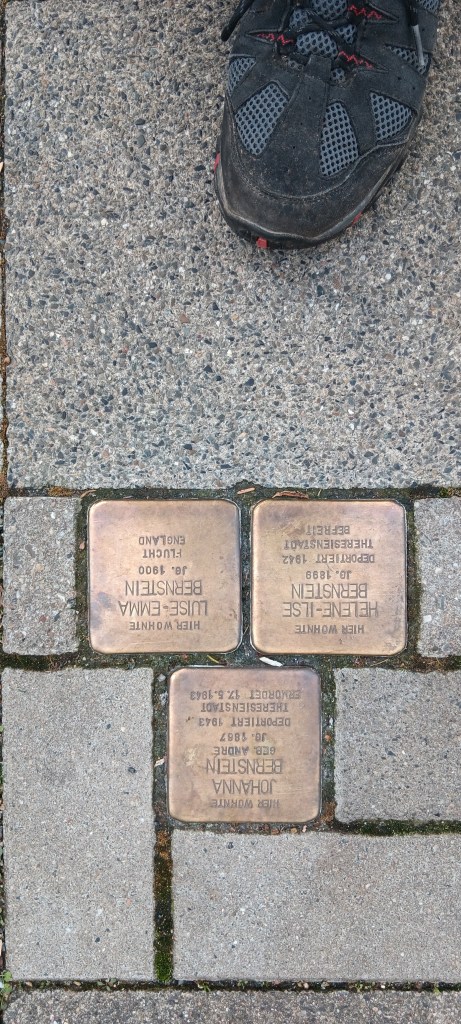 HIER WOHNTE
JOHANNA
BERNSTEIN
GEB. ANDRÉ
JG. 1867
DEPORTIERT 1943
THERESIENSTADT
ERMORDET 17.5.1943
HIER WOHNTE
HELENE-ILSE
BERNSTEIN
JG. 1899
DEPORTIERT 1942
THERESIENSTADT
BEFREIT
HIER WOHNTE
LUISE-EMMA
BERNSTEIN
JG. 1900
FLUCHT
ENGLAND